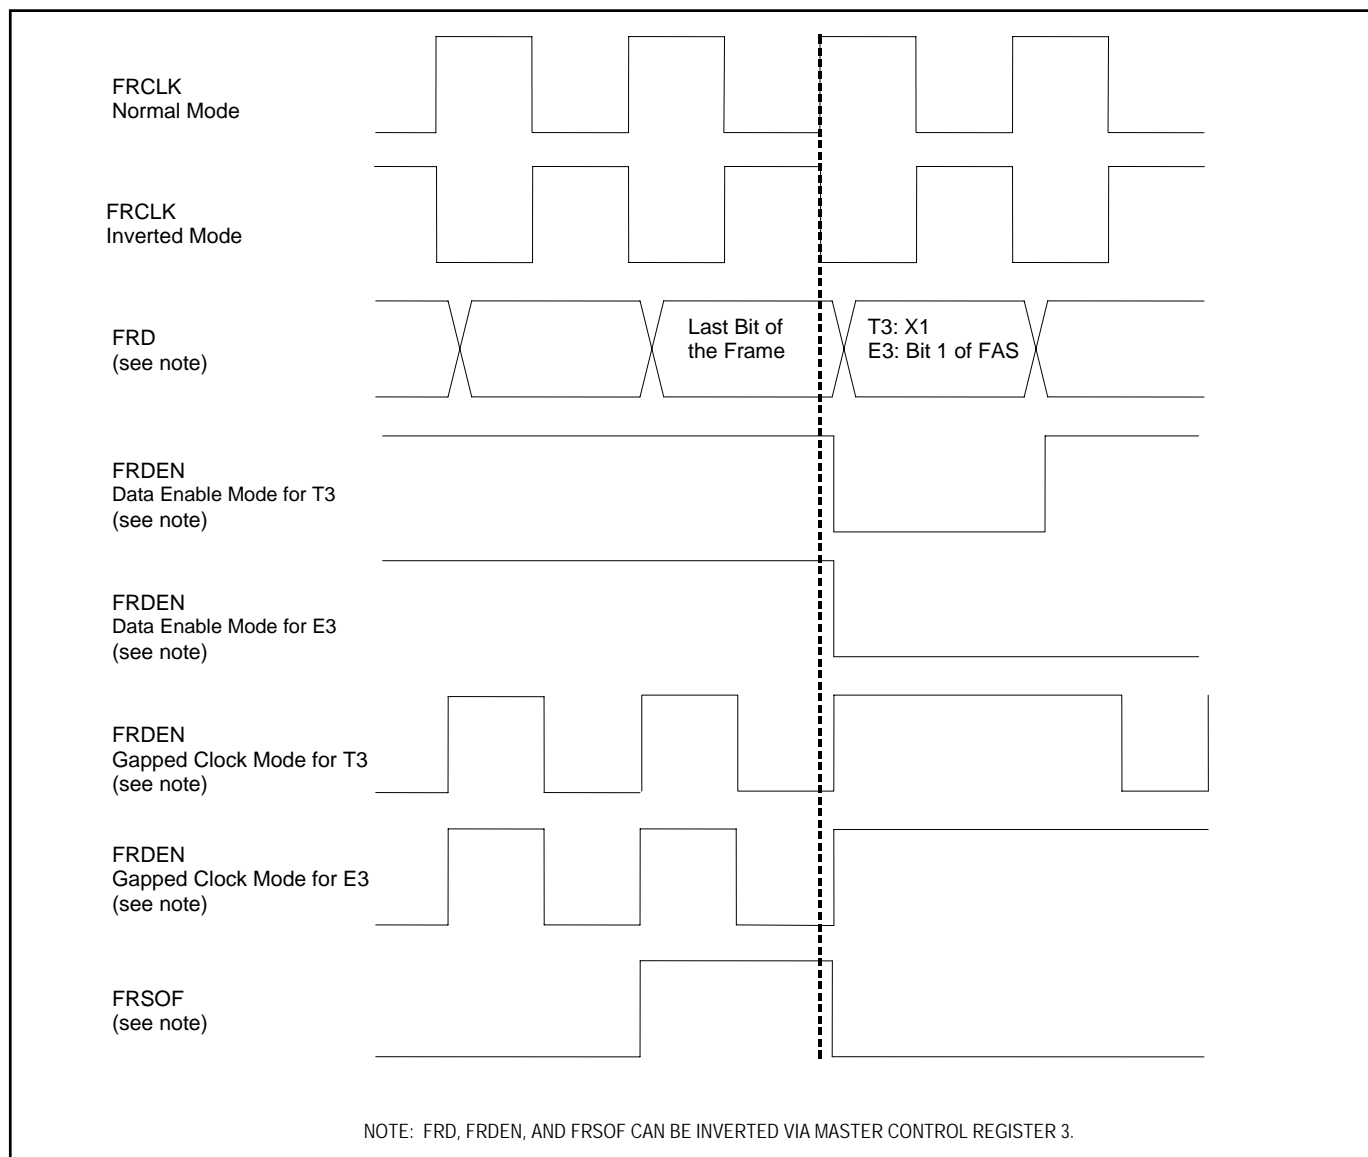 FRCLK
Normal Mode
FRCLK
Inverted Mode
FRD
(see note)
Last Bit of
the Frame
T3: X1
E3: Bit 1 of FAS
FRDEN
Data Enable Mode for T3
(see note)
FRDEN
Data Enable Mode for E3
(see note)
FRDEN
Gapped Clock Mode for T3
(see note)
FRDEN
Gapped Clock Mode for E3
(see note)
FRSOF
(see note)
NOTE: FRD, FRDEN, AND FRSOF CAN BE INVERTED VIA MASTER CONTROL REGISTER 3.